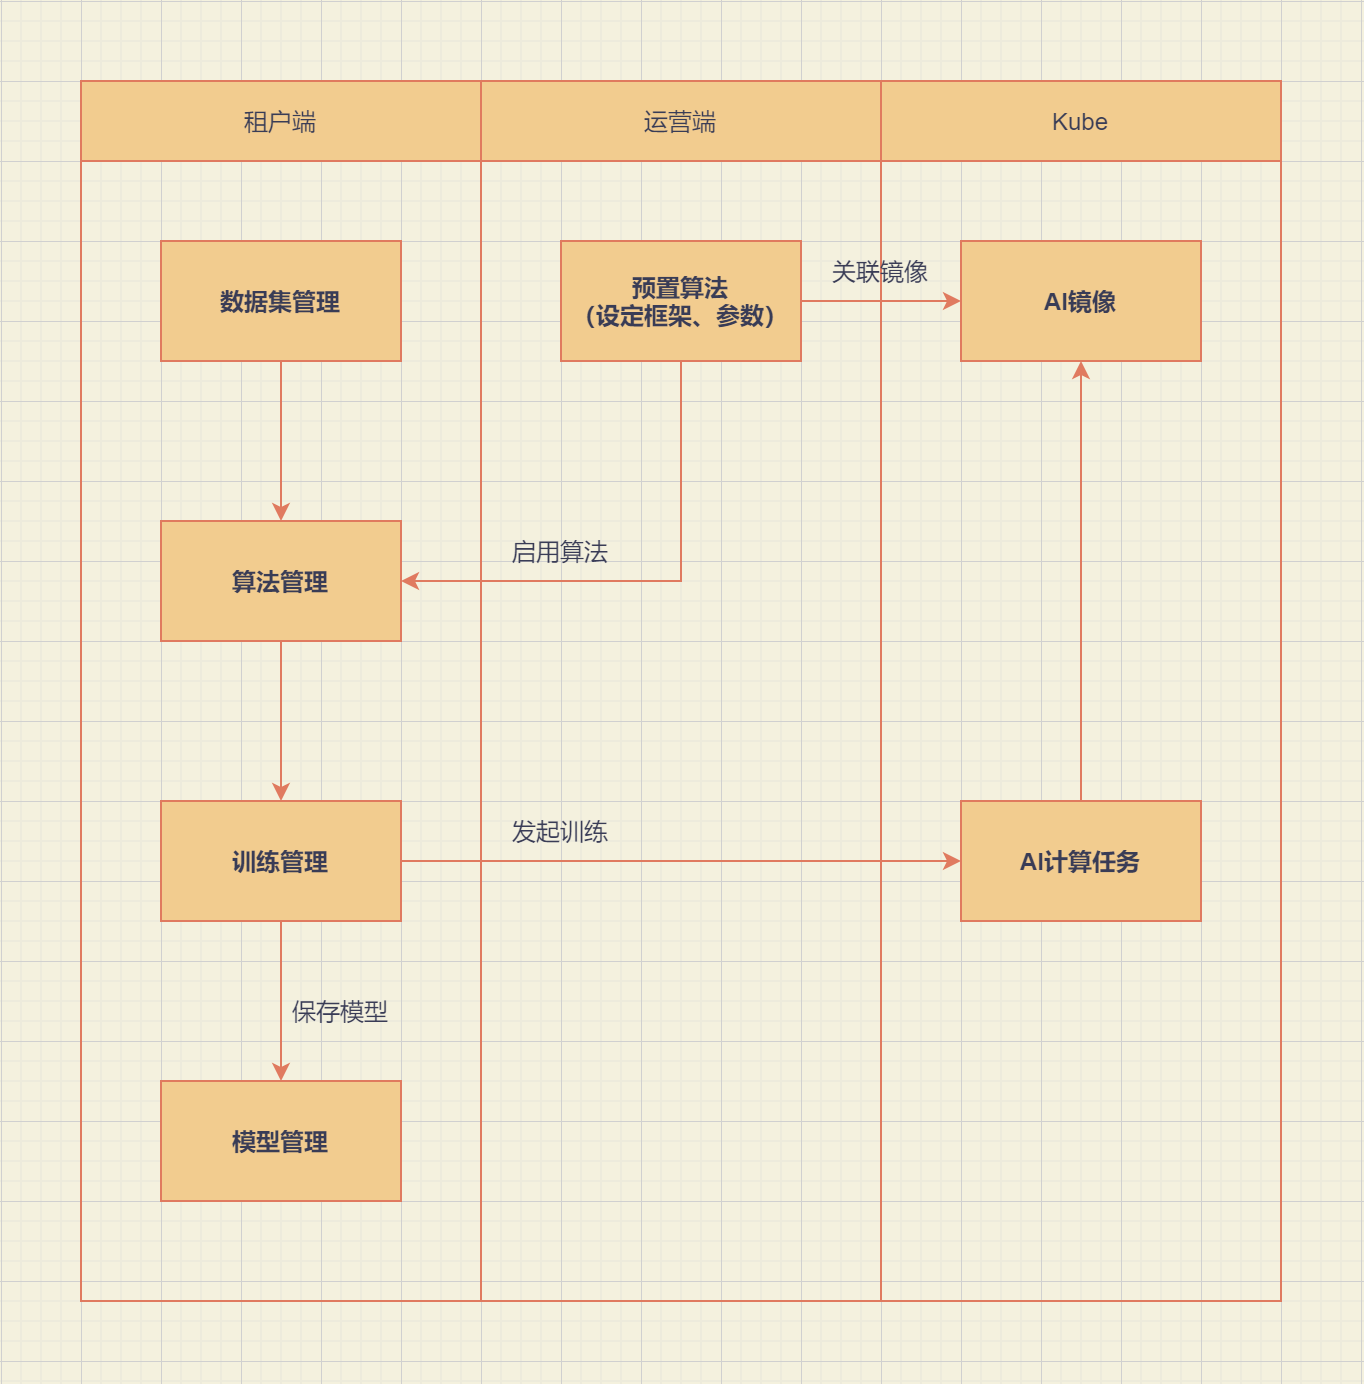 租户端
运营端
Kube
数据集管理
预置算法
（设定框架、参数）
关联镜像
AI镜像
启用算法
算法管理
发起训练
训练管理
AI计算任务
保存模型
模型管理